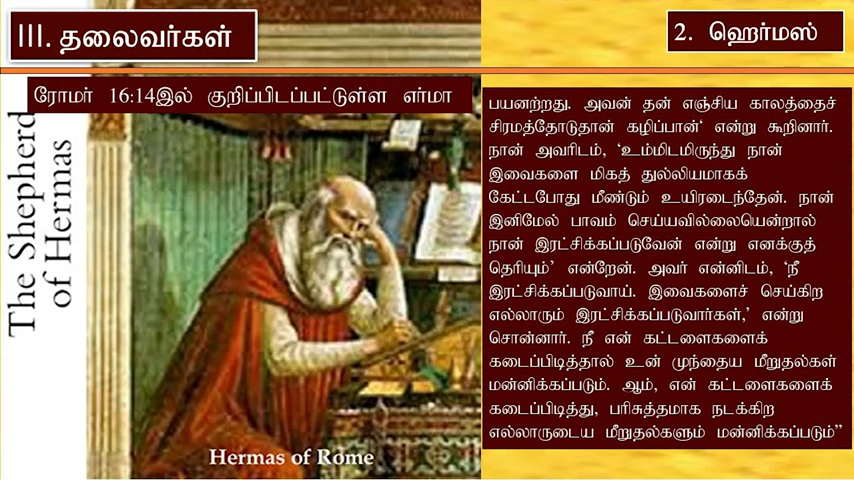 III. தலைவர்கள்
2. ஹெர்மஸ்
ரோமர் 16:14இல் குறிப்பிடப்பட்டுள்ள எர்மா
The Shepherd
of Hermas
Hermas of Rome
பயனற்றது. அவன் தன் எஞ்சிய காலத்தைச்
சிரமத்தோடுதான் கழிப்பான்‘ என்று கூறினார்.
நான் அவரிடம், ‘உம்மிடமிருந்து நான்
இவைகளை மிகத் துல்லியமாகக்
கேட்டபோது மீண்டும் உயிரடைந்தேன். நான்
இனிமேல் பாவம் செய்யவில்லையென்றால்
நான் இரட்சிக்கப்படுவேன் என்று எனக்குத்
தெரியும்’ என்றேன். அவர் என்னிடம், ‘நீ
இரட்சிக்கப்படுவாய். இவைகளைச் செய்கிற
எல்லாரும் இரட்சிக்கப்படுவார்கள்,’ என்று
சொன்னார். நீ என் கட்டளைகளைக்
கடைப்பிடித்தால் உன் முந்தைய மீறுதல்கள்
மன்னிக்கப்படும். ஆம், என் கட்டளைகளைக்
கடைப்பிடித்து, பரிசுத்தமாக நடக்கிற
எல்லாருடைய மீறுதல்களும் மன்னிக்கப்படும்”